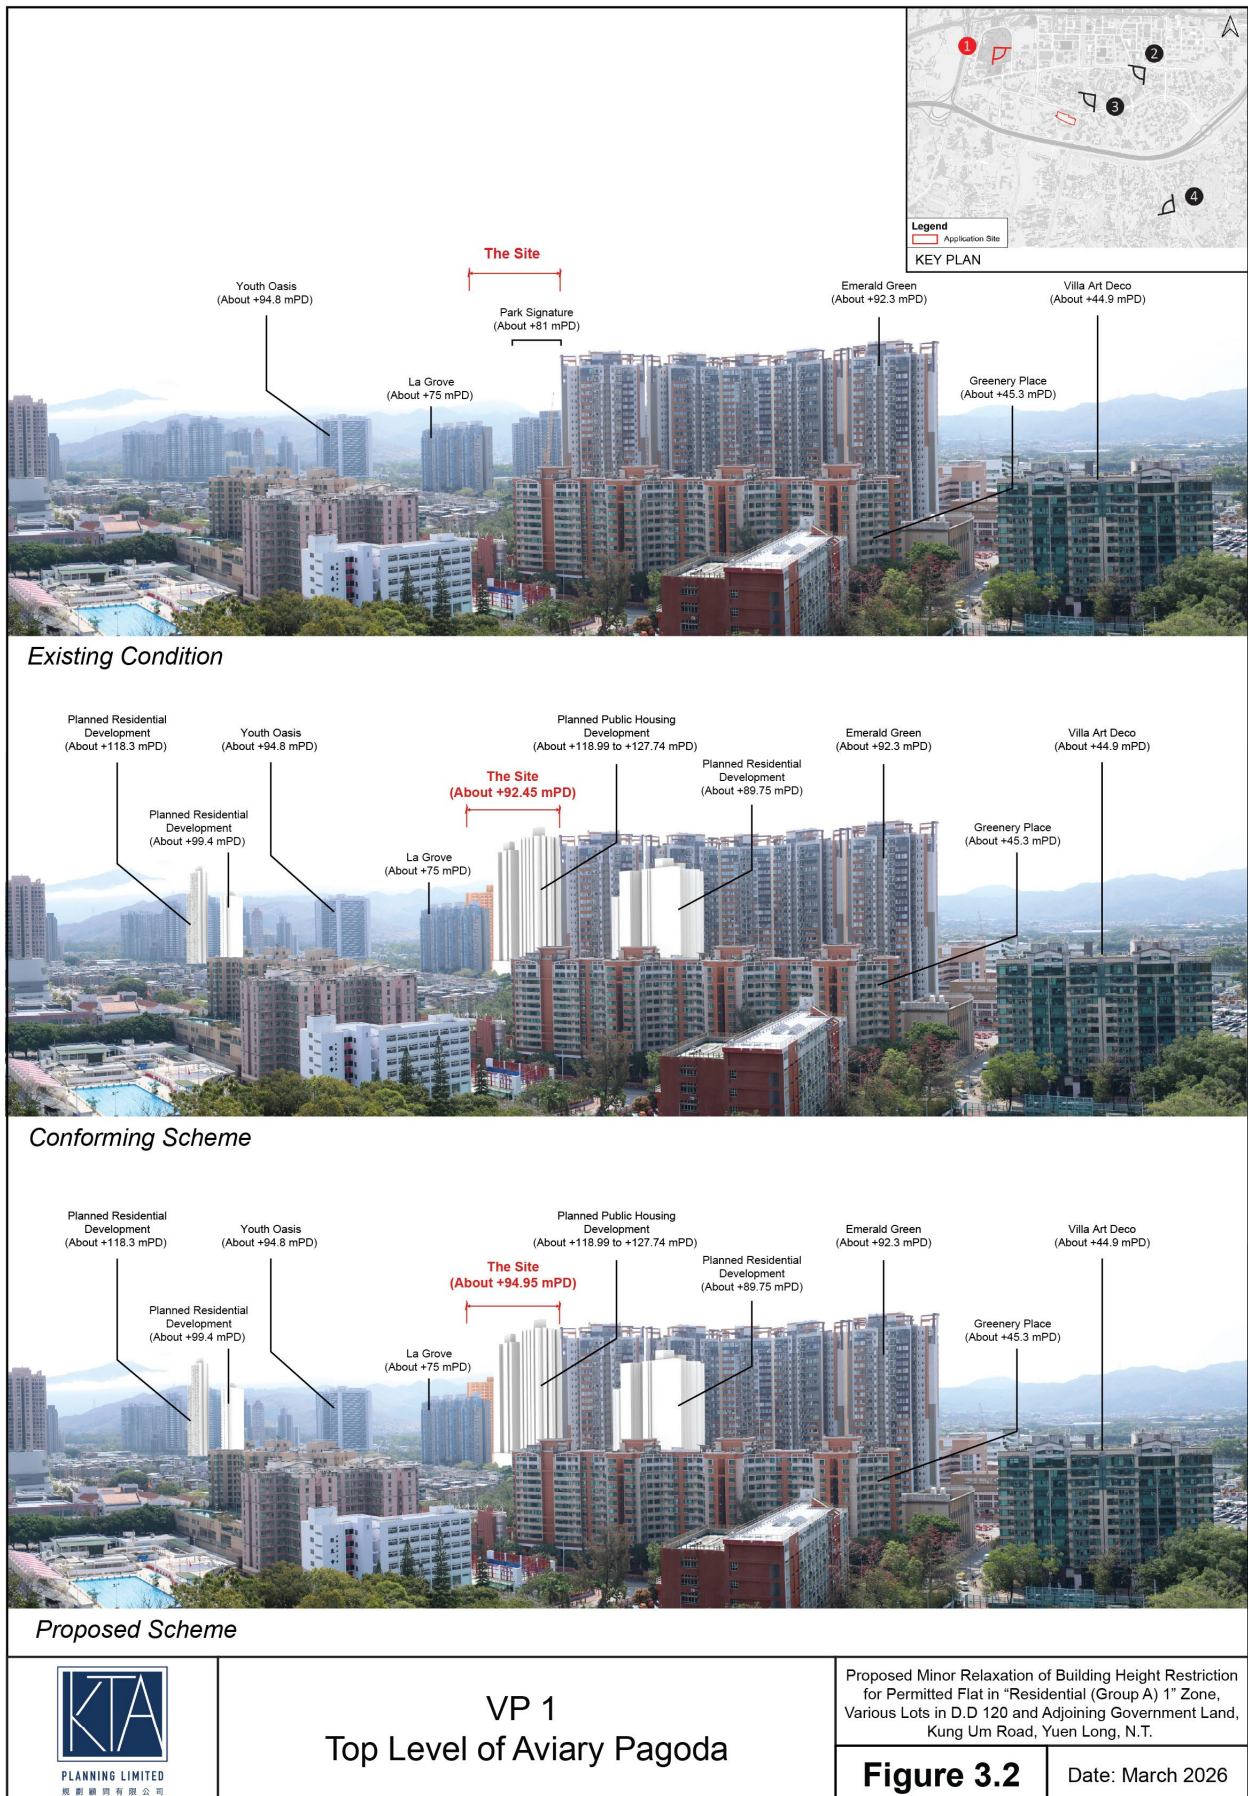 1
2
3
4
Legend
Application Site
KEY PLAN
The Site
Youth Oasis
(About +94.8 mPD)
Park Signature
(About +81 mPD)
La Grove
(About +75 mPD)
Emerald Green
(About +92.3 mPD)
Villa Art Deco
(About +44.9 mPD)
Greenery Place
(About +45.3 mPD)
Existing Condition
Planned Residential
Development
(About +118.3 mPD)
Youth Oasis
(About +94.8 mPD)
Planned Residential
Development
(About +99.4 mPD)
The Site
(About +92.45 mPD)
La Grove
(About +75 mPD)
Planned Public Housing
Development
(About +118.99 to +127.74 mPD)
Planned Residential
Development
(About +89.75 mPD)
Emerald Green
(About +92.3 mPD)
Villa Art Deco
(About +44.9 mPD)
Greenery Place
(About +45.3 mPD)
Conforming Scheme
Planned Residential
Development
(About +118.3 mPD)
Youth Oasis
(About +94.8 mPD)
Planned Residential
Development
(About +99.4 mPD)
The Site
(About +94.95 mPD)
La Grove
(About +75 mPD)
Planned Public Housing
Development
(About +118.99 to +127.74 mPD)
Planned Residential
Development
(About +89.75 mPD)
Emerald Green
(About +92.3 mPD)
Villa Art Deco
(About +44.9 mPD)
Greenery Place
(About +45.3 mPD)
Proposed Scheme
KTA
PLANNING LIMITED
規劃顧問有限公司
VP 1
Top Level of Aviary Pagoda
Proposed Minor Relaxation of Building Height Restriction
for Permitted Flat in “Residential (Group A) 1” Zone,
Various Lots in D.D 120 and Adjoining Government Land,
Kung Um Road, Yuen Long, N.T.
Figure 3.2
Date: March 2026